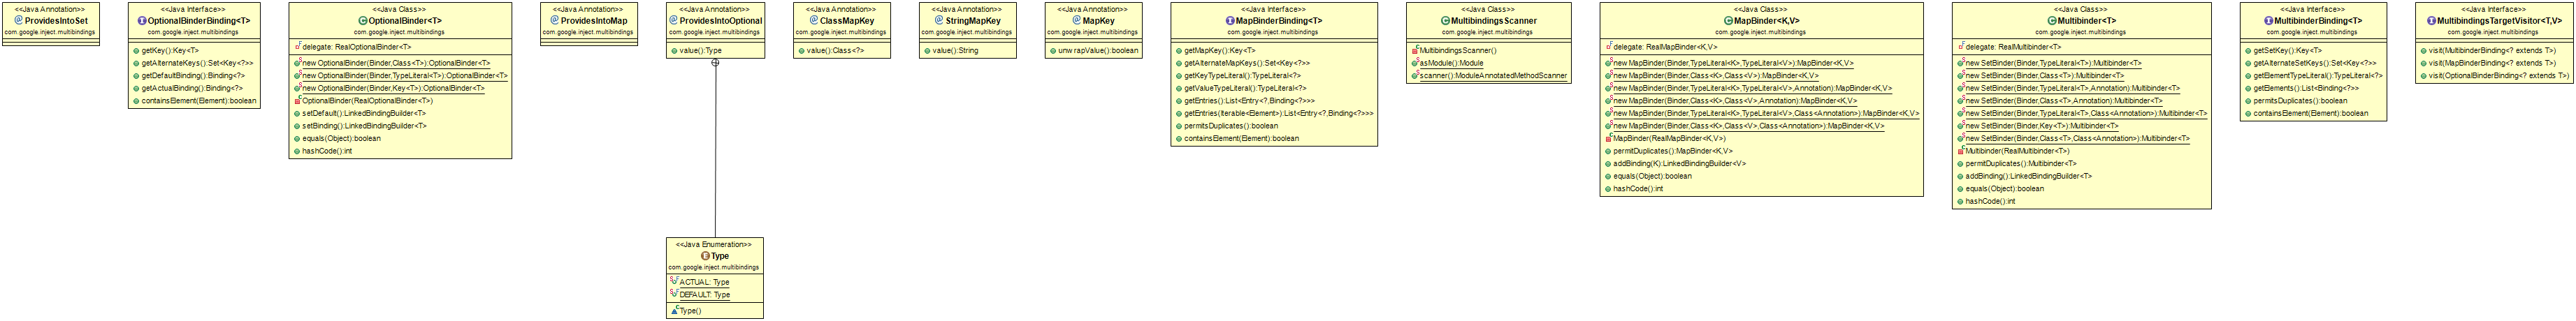 <<Java Annotation>>
ProvidesIntoSet
com.google.inject.multibindings
<<Java Interface>>
OptionalBinderBinding<T>
com.google.inject.multibindings
getKey():Key<T>
getAlternateKeys():Set<Key<?>>
getDefaultBinding():Binding<?>
getActualBinding():Binding<?>
containsElement(Element):boolean
<<Java Class>>
OptionalBinder<T>
com.google.inject.multibindings
delegate: RealOptionalBinder<T>
new OptionalBinder(Binder,Class<T>):OptionalBinder<T>
new OptionalBinder(Binder,TypeLiteral<T>):OptionalBinder<T>
new OptionalBinder(Binder,Key<T>):OptionalBinder<T>
OptionalBinder(RealOptionalBinder<T>)
setDefault():LinkedBindingBuilder<T>
setBinding():LinkedBindingBuilder<T>
equals(Object):boolean
hashCode():int
<<Java Annotation>>
ProvidesIntoMap
com.google.inject.multibindings
<<Java Annotation>>
ProvidesIntoOptional
com.google.inject.multibindings
value():Type
<<Java Enumeration>>
Type
com.google.inject.multibindings
ACTUAL: Type
DEFAULT: Type
Type()
<<Java Annotation>>
ClassMapKey
com.google.inject.multibindings
value():Class<?>
<<Java Annotation>>
StringMapKey
com.google.inject.multibindings
value():String
<<Java Annotation>>
MapKey
com.google.inject.multibindings
unwrapValue():boolean
<<Java Interface>>
MapBinderBinding<T>
com.google.inject.multibindings
getMapKey():Key<T>
getAlternateMapKeys():Set<Key<?>>
getKeyTypeLiteral():TypeLiteral<?>
getValueTypeLiteral():TypeLiteral<?>
getEntries():List<Entry<?,Binding<?>>>
getEntries(Iterable<Element>):List<Entry<?,Binding<?>>>
permitsDuplicates():boolean
containsElement(Element):boolean
<<Java Class>>
MultibindingsScanner
com.google.inject.multibindings
MultibindingsScanner()
asModule():Module
scanner():ModuleAnnotatedMethodScanner
<<Java Class>>
MapBinder<K,V>
com.google.inject.multibindings
delegate: RealMapBinder<K,V>
new MapBinder(Binder,TypeLiteral<K>,TypeLiteral<V>):MapBinder<K,V>
new MapBinder(Binder,Class<K>,Class<V>):MapBinder<K,V>
new MapBinder(Binder,TypeLiteral<K>,TypeLiteral<V>,Annotation):MapBinder<K,V>
new MapBinder(Binder,Class<K>,Class<V>,Annotation):MapBinder<K,V>
new MapBinder(Binder,TypeLiteral<K>,TypeLiteral<V>,Class<Annotation>):MapBinder<K,V>
new MapBinder(Binder,Class<K>,Class<V>,Class<Annotation>):MapBinder<K,V>
MapBinder(RealMapBinder<K,V>)
permitDuplicates():MapBinder<K,V>
addBinding(K):LinkedBindingBuilder<V>
equals(Object):boolean
hashCode():int
<<Java Class>>
Multibinder<T>
com.google.inject.multibindings
delegate: RealMultibinder<T>
new SetBinder(Binder,TypeLiteral<T>):Multibinder<T>
new SetBinder(Binder,Class<T>):Multibinder<T>
new SetBinder(Binder,TypeLiteral<T>,Annotation):Multibinder<T>
new SetBinder(Binder,Class<T>,Annotation):Multibinder<T>
new SetBinder(Binder,TypeLiteral<T>,Class<Annotation>):Multibinder<T>
new SetBinder(Binder,Key<T>):Multibinder<T>
new SetBinder(Binder,Class<T>,Class<Annotation>):Multibinder<T>
Multibinder(RealMultibinder<T>)
permitDuplicates():Multibinder<T>
addBinding():LinkedBindingBuilder<T>
equals(Object):boolean
hashCode():int
<<Java Interface>>
MultibinderBinding<T>
com.google.inject.multibindings
getSetKey():Key<T>
getAlternateSetKeys():Set<Key<?>>
getElementTypeLiteral():TypeLiteral<?>
getElements():List<Binding<?>>
permitsDuplicates():boolean
containsElement(Element):boolean
<<Java Interface>>
MultibindingsTargetVisitor<T,V>
com.google.inject.multibindings
visit(MultibinderBinding<? extends T>)
visit(MapBinderBinding<? extends T>)
visit(OptionalBinderBinding<? extends T>)